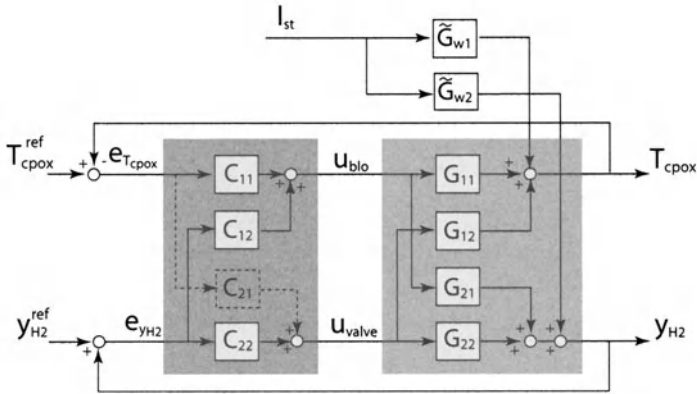 I_st
G̃_w1
G̃_w2
T_cpox^ref + - e_Tcpox C_11 + + u_blo G_11 + + T_cpox
C_12 G_12
C_21 G_21
y_H2^ref + + e_yH2 C_22 + + u_valve G_22 + + + + y_H2